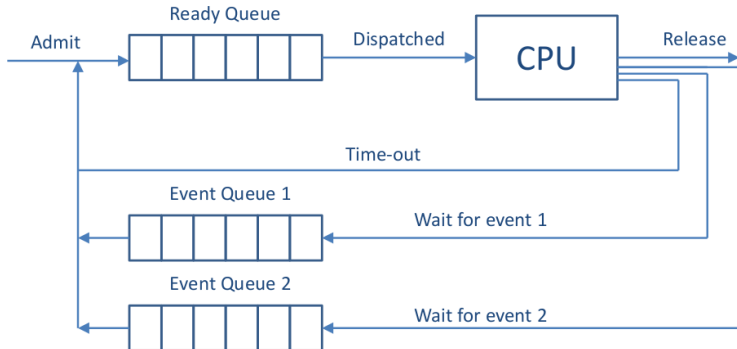 Ready Queue
Admit
Dispatched
CPU
Release
Time-out
Event Queue 1
Wait for event 1
Event Queue 2
Wait for event 2